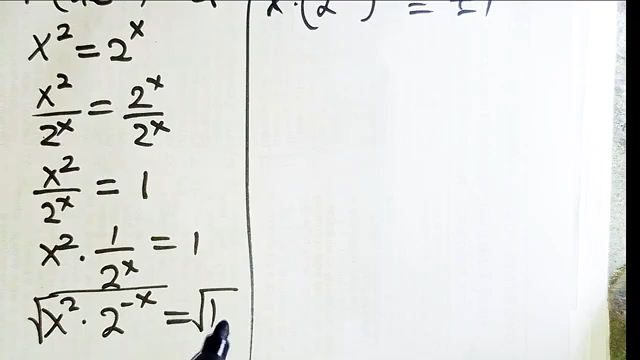 x² = 2ˣ
x²/2ˣ = 2ˣ/2ˣ
x²/2ˣ = 1
x² · 1/2ˣ = 1
√(x² · 2⁻ˣ) = √1